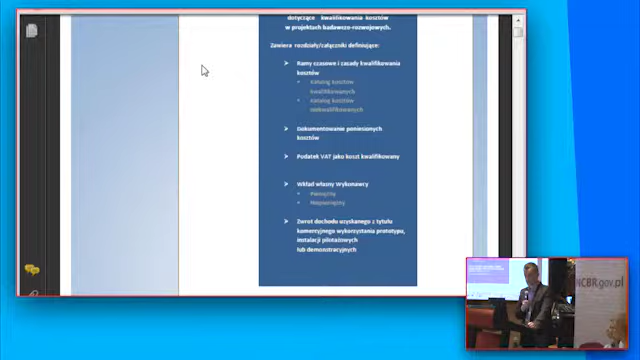 dotyczące kwalifikowania kosztów
w projektach badawczo-rozwojowych.
Zawiera rozdziały/załączniki definiujące:
➤ Ramy czasowe i zasady kwalifikowania
kosztów
• Katalog kosztów
kwalifikowanych
• Katalog kosztów
niekwalifikowanych
➤ Dokumentowanie poniesionych
kosztów
➤ Podatek VAT jako koszt kwalifikowany
➤ Wkład własny Wykonawcy
• Pieniężny
• Niepieniężny
➤ Zwrot dochodu uzyskanego z tytułu
komercyjnego wykorzystania prototypu,
instalacji pilotażowych
lub demonstracyjnych
NCBR.gov.pl